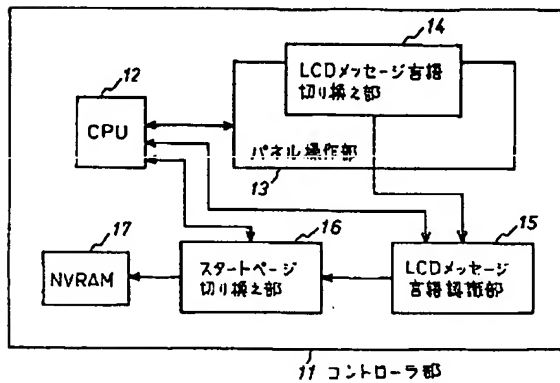 14
LCDメッセージ言語
切り換え部
12
CPU
パネル操作部
13
15
16
17
NVRAM
スタートページ
切り換え部
LCDメッセージ
言語認識部
11 コントローラ部